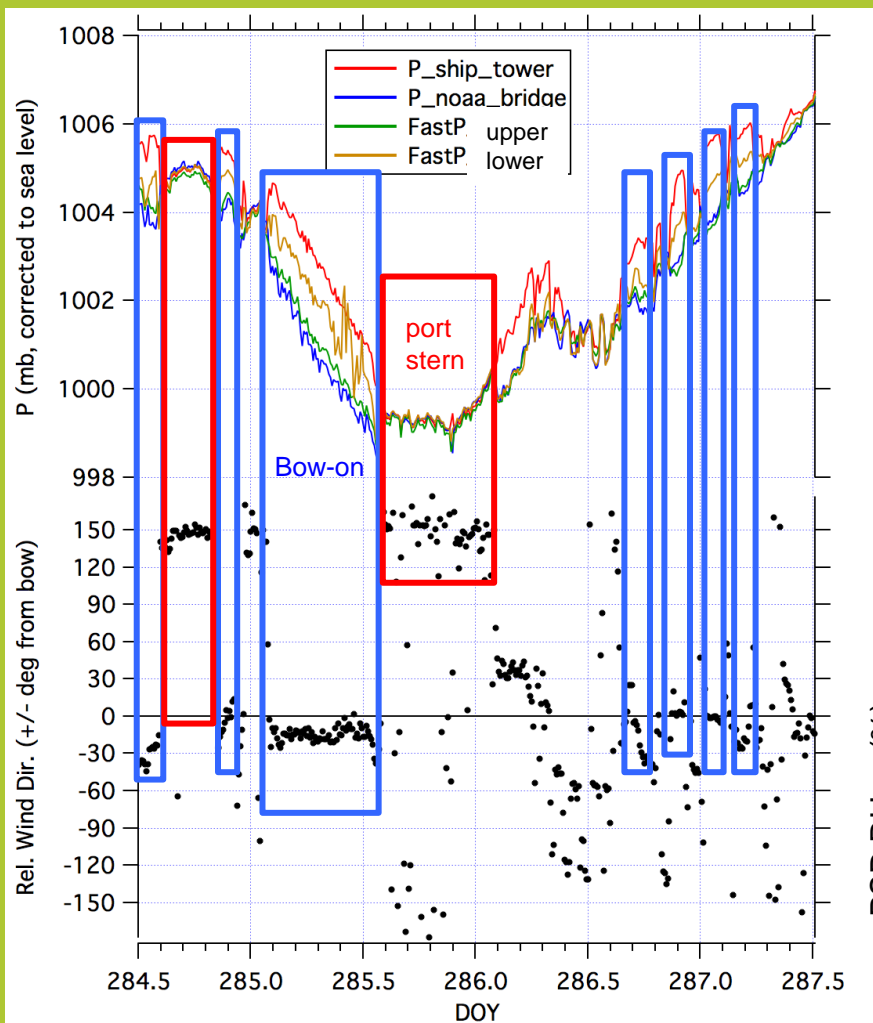 1008
1006
1004
1002
1000
998
P (mb, corrected to sea level)
P_ship_tower
P_noaa_bridge
FastP. upper
FastP. lower
port
stern
Bow-on
150
120
90
60
30
0
-30
-60
-90
-120
-150
Rel. Wind Dir. (+/- deg from bow)
284.5 285.0 285.5 286.0 286.5 287.0 287.5
DOY